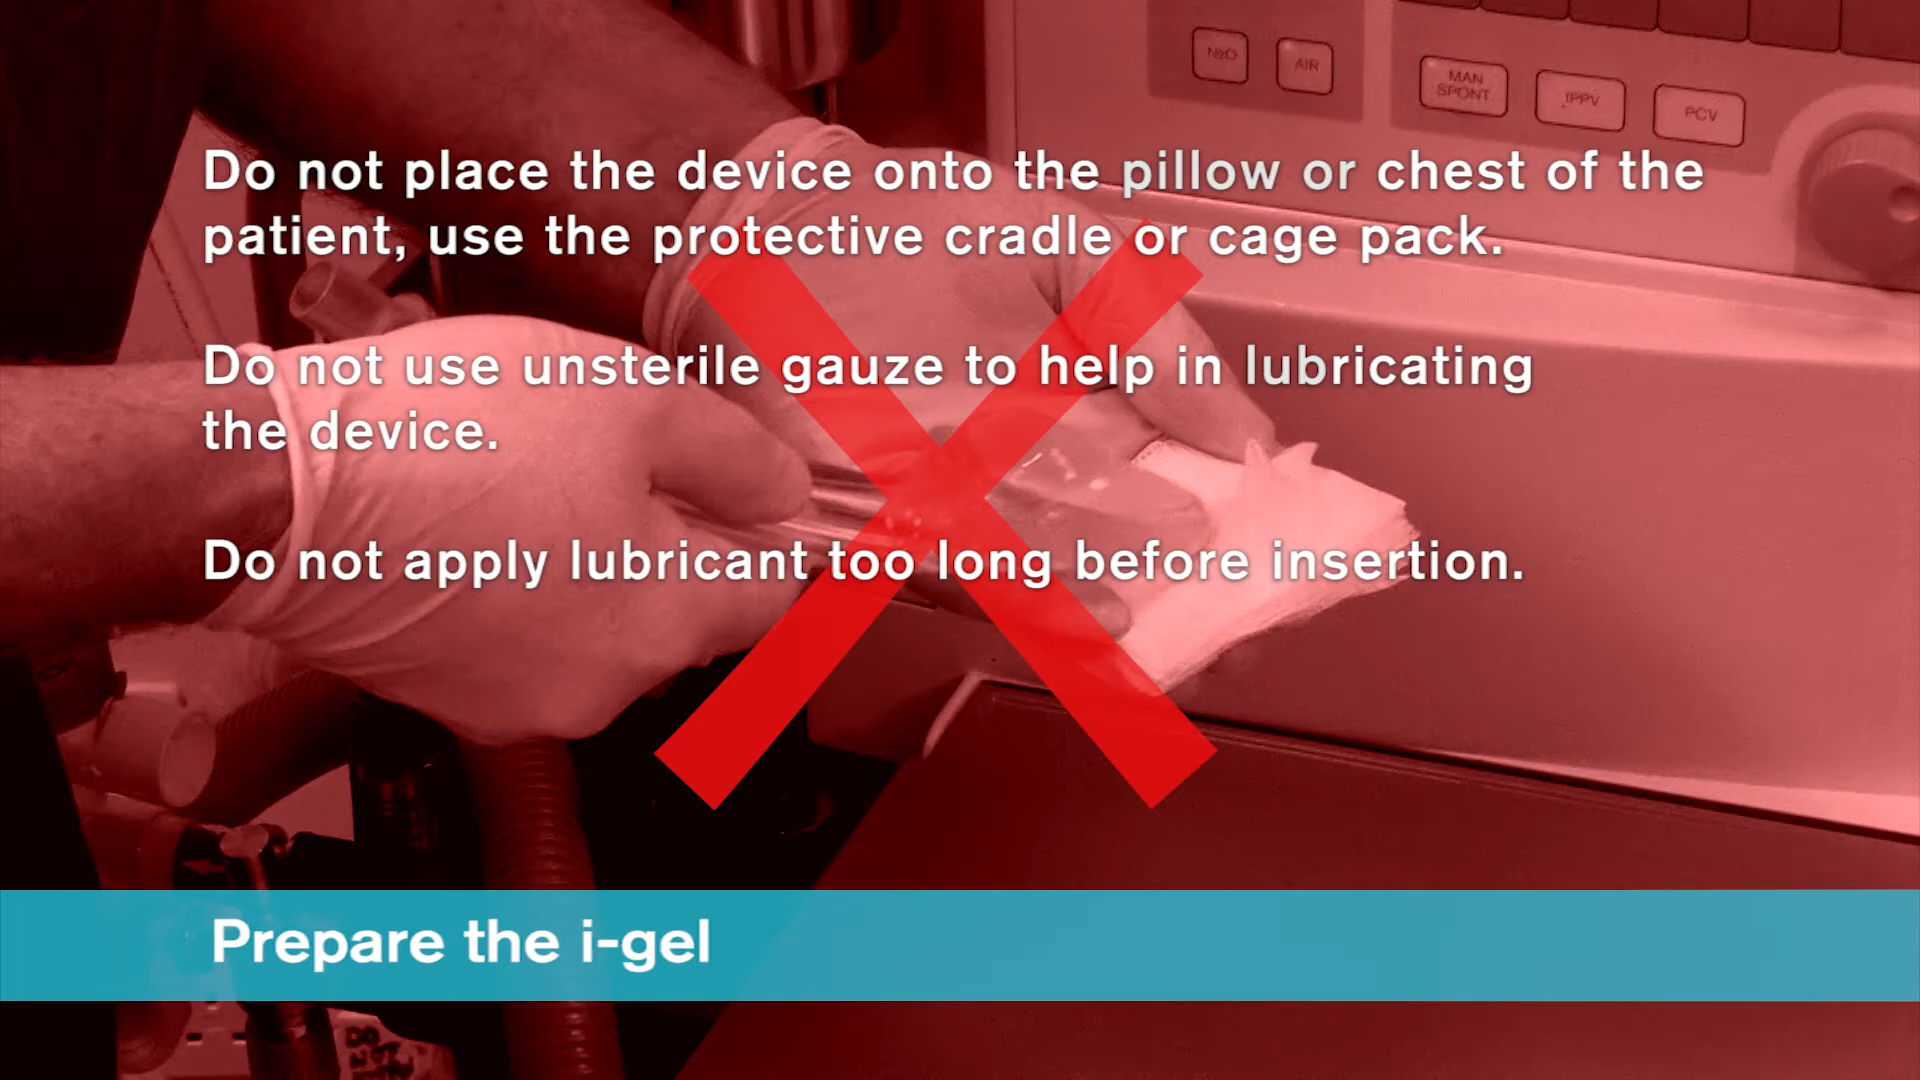 N2O
AIR
MAN
SPONT
IPPV
PCV
Do not place the device onto the pillow or chest of the
patient, use the protective cradle or cage pack.
Do not use unsterile gauze to help in lubricating
the device.
Do not apply lubricant too long before insertion.
Prepare the i-gel